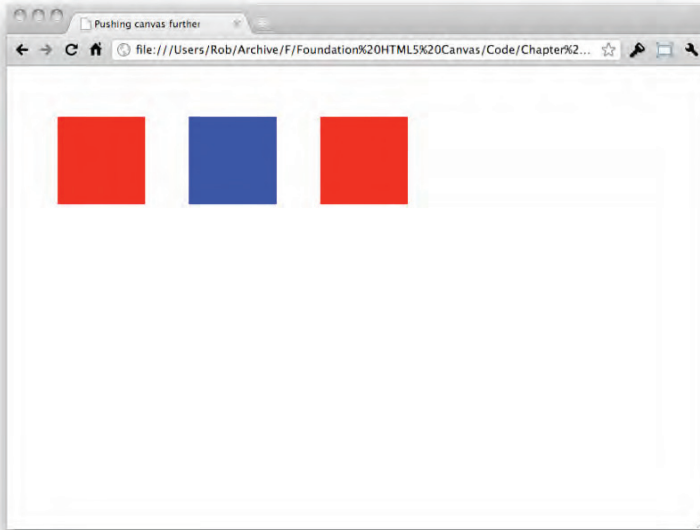 Pushing canvas further
file:///Users/Rob/Archive/F/Foundation%20HTML5%20Canvas/Code/Chapter%2...